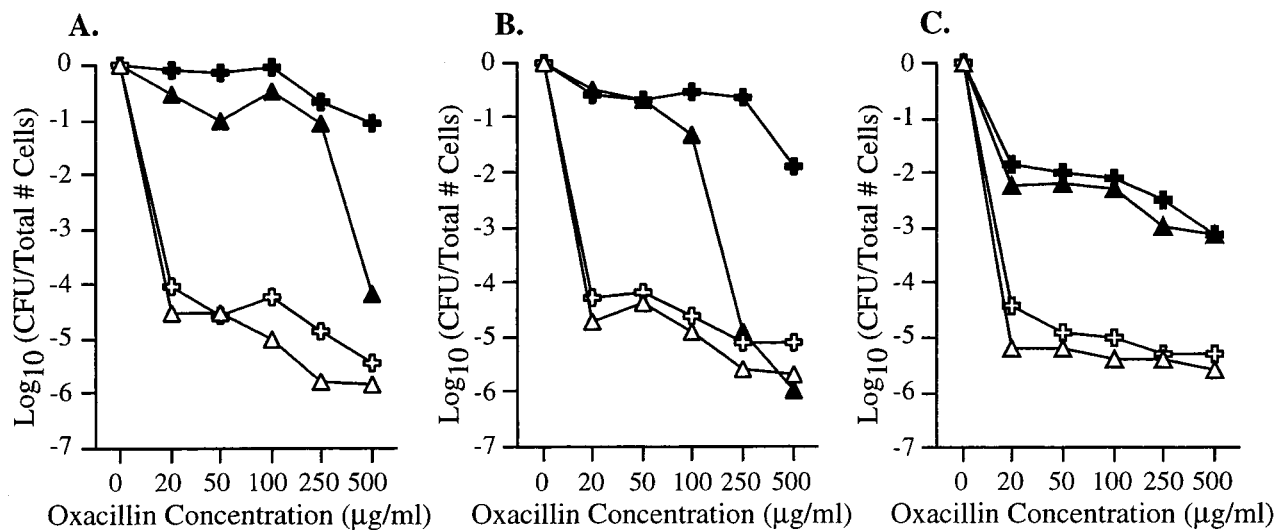 A.
B.
C.
Log10 (CFU/Total # Cells)
0
-1
-2
-3
-4
-5
-6
-7
0 20 50 100 250 500
Oxacillin Concentration (µg/ml)
Log10 (CFU/Total # Cells)
0
-1
-2
-3
-4
-5
-6
-7
0 20 50 100 250 500
Oxacillin Concentration (µg/ml)
Log10 (CFU/Total # Cells)
0
-1
-2
-3
-4
-5
-6
-7
0 20 50 100 250 500
Oxacillin Concentration (µg/ml)